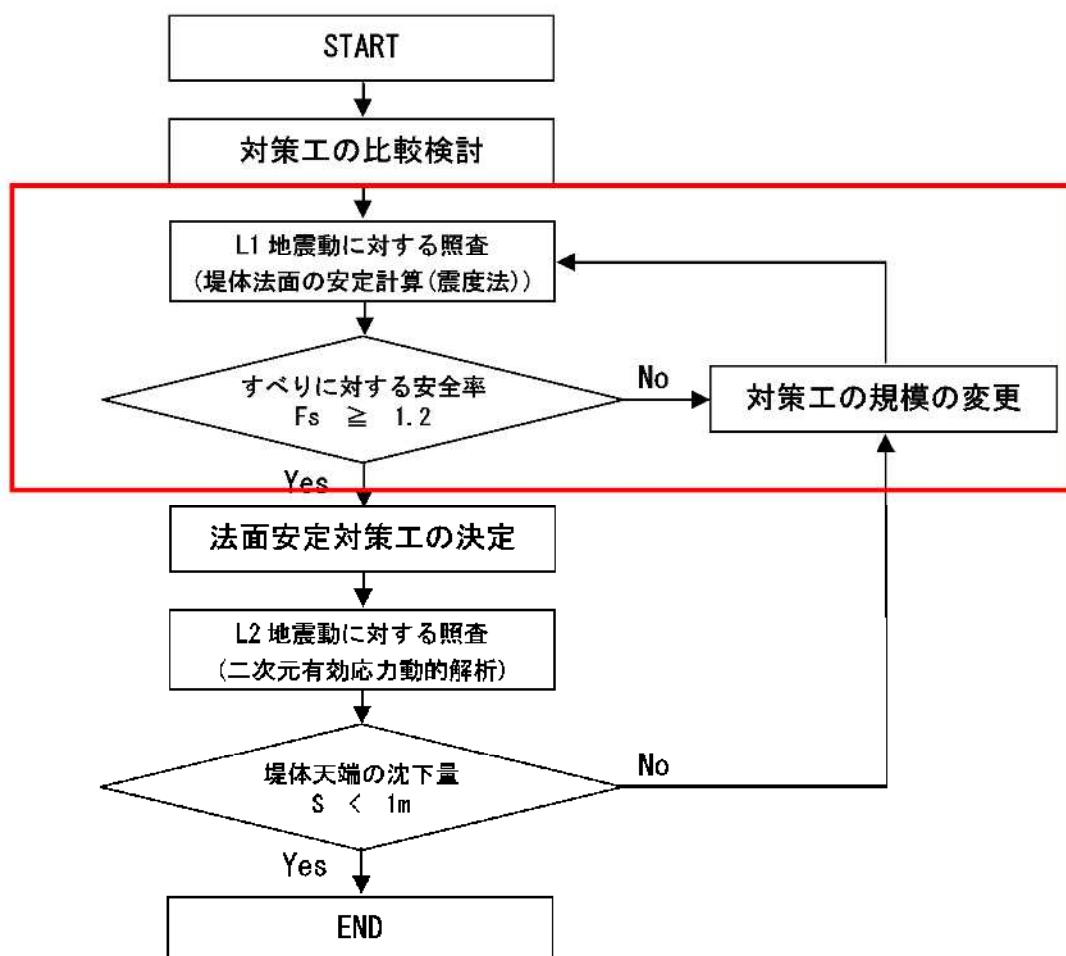 START
対策工の比較検討
L1 地震動に対する照査
(堤体法面の安定計算(震度法))
すべりに対する安全率
Fs ≧ 1.2
No
対策工の規模の変更
Yes
法面安定対策工の決定
L2 地震動に対する照査
(二次元有効応力動的解析)
堤体天端の沈下量
S < 1m
No
Yes
END